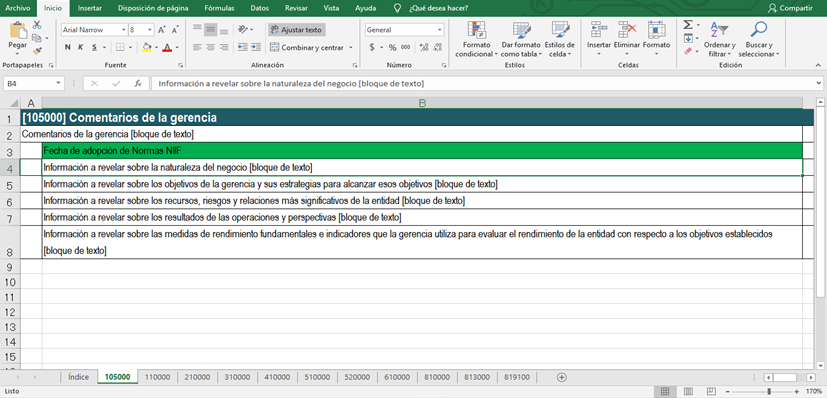 Archivo Inicio Insertar Disposición de página Fórmulas Datos Revisar Vista Ayuda ¿Qué desea hacer? Compartir
Arial Narrow 8 A A Ajustar texto General Σ
Pegar N K S A Combinar y centrar $ % 000 Formato condicional Dar formato como tabla Estilos de celda Insertar Eliminar Formato Ordenar y filtrar Buscar y seleccionar
Portapapeles Fuente Alineación Número Estilos Celdas Edición
B4 fx Información a revelar sobre la naturaleza del negocio [bloque de texto]
A B
1 [105000] Comentarios de la gerencia
2 Comentarios de la gerencia [bloque de texto]
3 Fecha de adopción de Normas NIIF
4 Información a revelar sobre la naturaleza del negocio [bloque de texto]
5 Información a revelar sobre los objetivos de la gerencia y sus estrategias para alcanzar esos objetivos [bloque de texto]
6 Información a revelar sobre los recursos, riesgos y relaciones más significativos de la entidad [bloque de texto]
7 Información a revelar sobre los resultados de las operaciones y perspectivas [bloque de texto]
Información a revelar sobre las medidas de rendimiento fundamentales e indicadores que la gerencia utiliza para evaluar el rendimiento de la entidad con respecto a los objetivos establecidos
8 [bloque de texto]
9
10
11
12
13
14
15
Índice 105000 110000 210000 310000 410000 510000 520000 610000 810000 813000 819100
Listo 170%